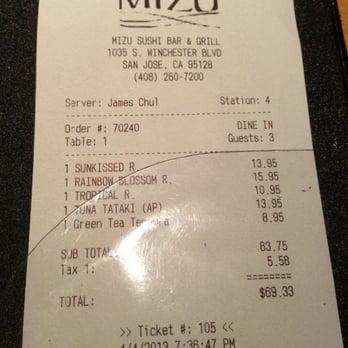 MIZU
MIZU SUSHI BAR & GRILL
1035 S. WINCHESTER BLVD
SAN JOSE, CA 95128
(408) 260-7200
Server: James Chul Station: 4
Order #: 70240 DINE IN
Table: 1 Guests: 3
1 SUNKISSED R. 13.95
1 RAINBOW BLOSSOM R. 15.95
1 TROPICAL R. 10.95
1 TUNA TATAKI (AP) 13.95
1 Green Tea Tempura 8.95
SUB TOTAL: 63.75
Tax 1: 5.58
========
TOTAL: $69.33
>> Ticket #: 105 <<
4/4/2013 7:36:47 PM